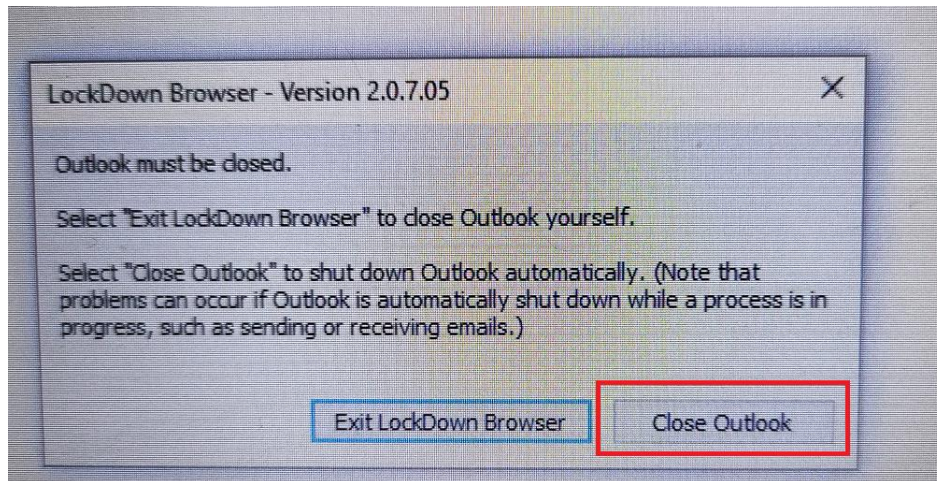 LockDown Browser - Version 2.0.7.05
Outlook must be closed.
Select "Exit LockDown Browser" to close Outlook yourself.
Select "Close Outlook" to shut down Outlook automatically. (Note that
problems can occur if Outlook is automatically shut down while a process is in
progress, such as sending or receiving emails.)
Exit LockDown Browser
Close Outlook